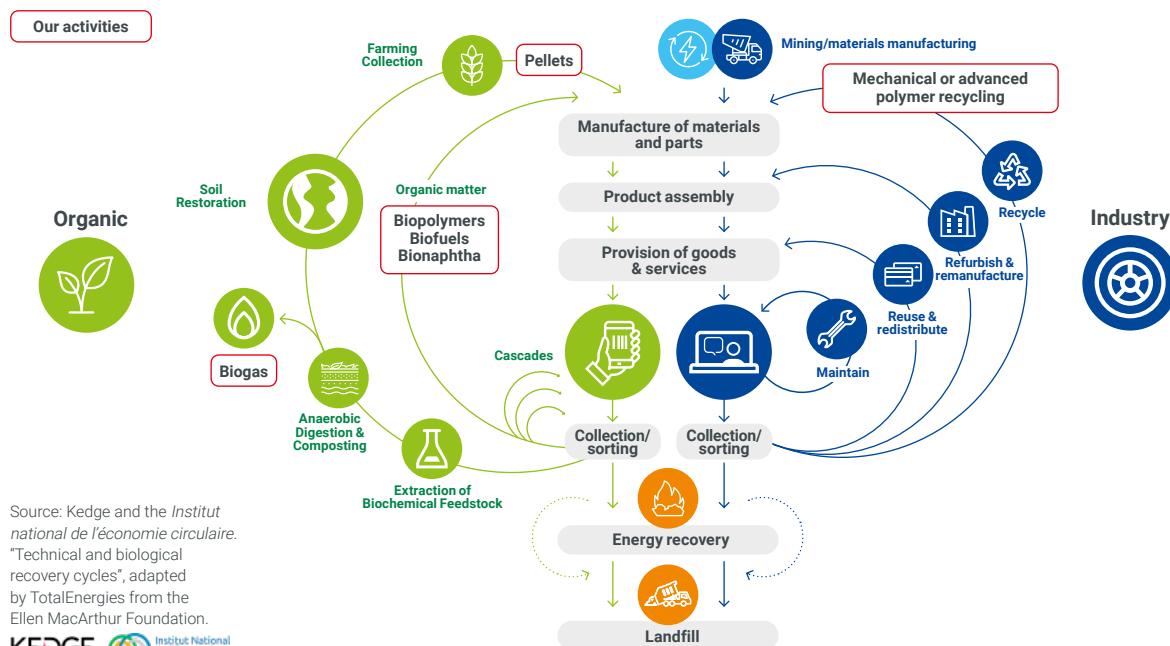 Our activities
Farming
Collection
Pellets
Mining/materials manufacturing
Mechanical or advanced
polymer recycling
Manufacture of materials
and parts
Soil
Restoration
Organic matter
Product assembly
Recycle
Organic
Biopolymers
Biofuels
Bionaphtha
Industry
Provision of goods
& services
Refurbish &
remanufacture
Reuse &
redistribute
Biogas
Cascades
Maintain
Anaerobic
Digestion &
Composting
Collection/
sorting
Collection/
sorting
Extraction of
Biochemical Feedstock
Source: Kedge and the Institut
national de l'économie circulaire.
“Technical and biological
recovery cycles”, adapted
by TotalEnergies from the
Ellen MacArthur Foundation.
Energy recovery
Landfill
KEDGE
Institut National